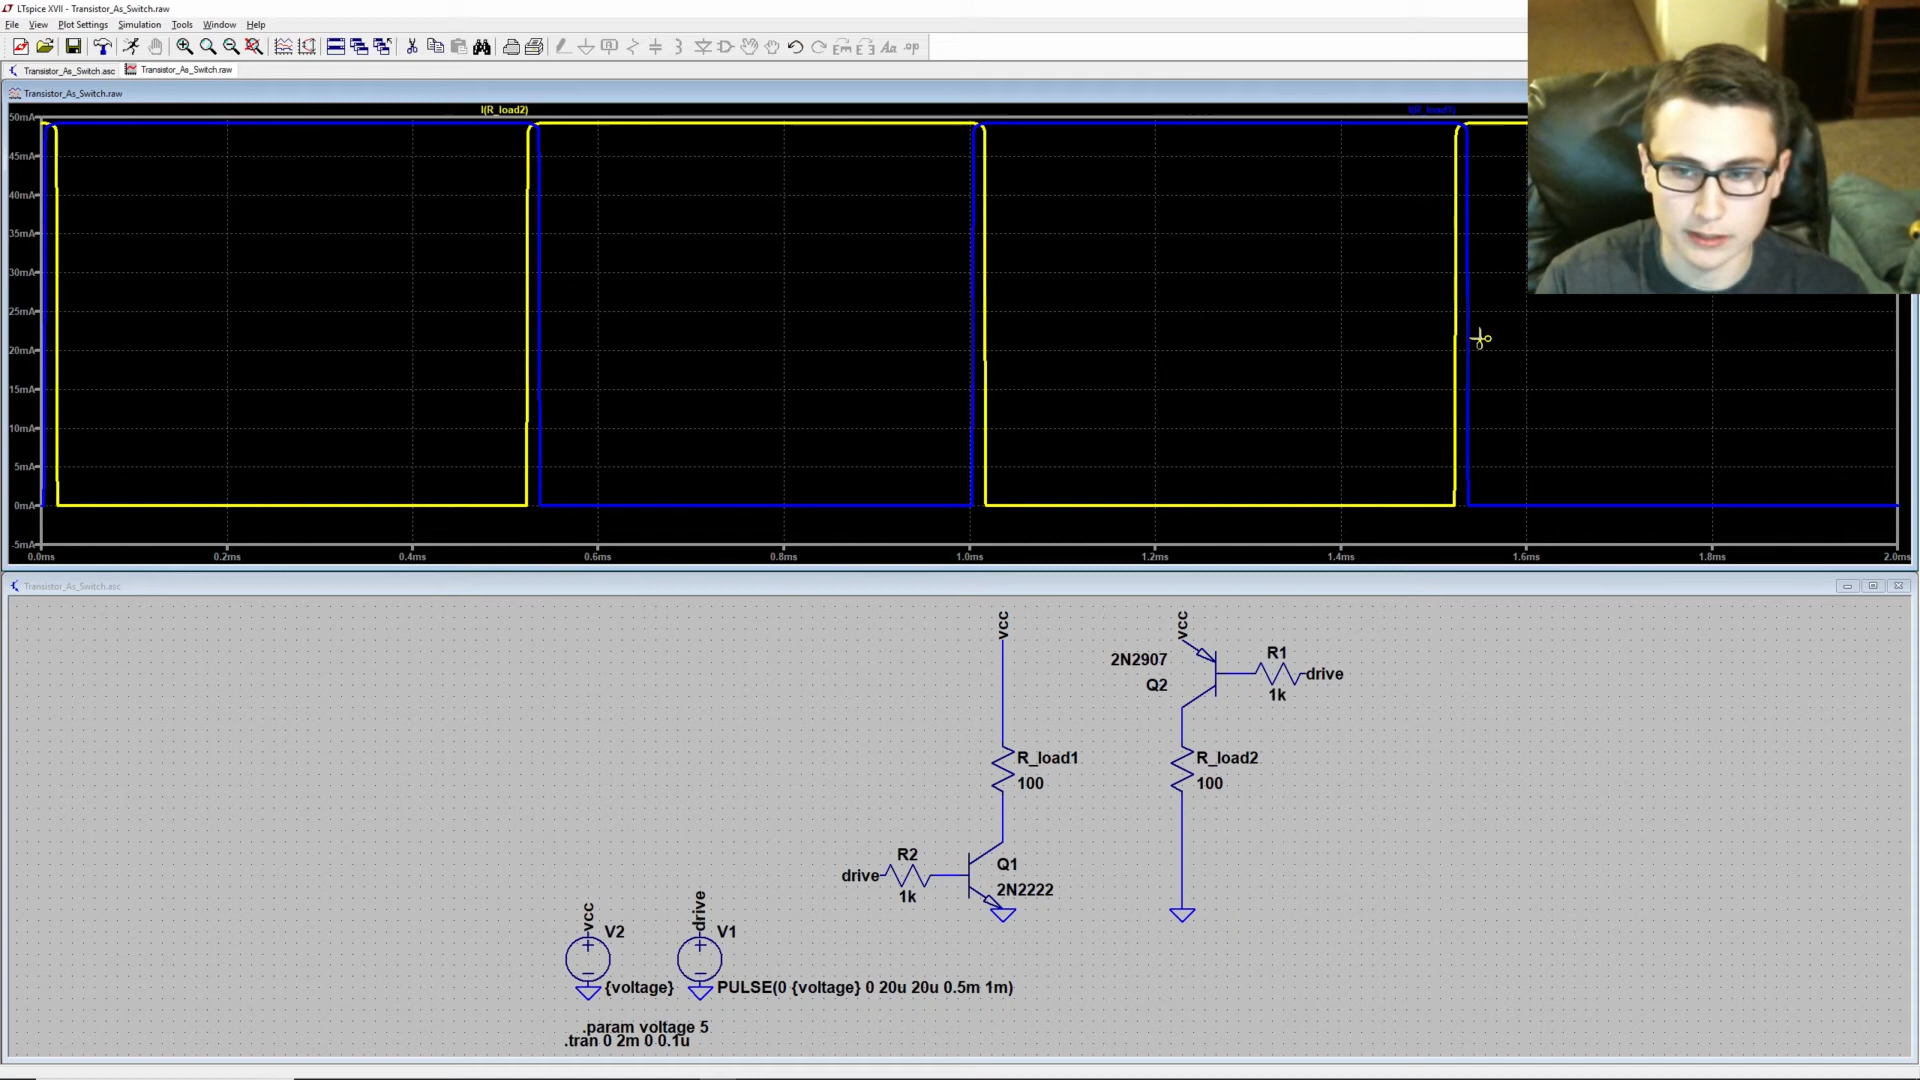 LTspice XVII - Transistor_As_Switch.raw
File View Plot Settings Simulation Tools Window Help
Transistor_As_Switch.asc Transistor_As_Switch.raw
Transistor_As_Switch.raw
I(R_load2) I(R_load1)
50mA
45mA
40mA
35mA
30mA
25mA
20mA
15mA
10mA
5mA
0mA
-5mA
0.0ms 0.2ms 0.4ms 0.6ms 0.8ms 1.0ms 1.2ms 1.4ms 1.6ms 1.8ms 2.0ms
Transistor_As_Switch.asc
vcc vcc
2N2907 R1
Q2 drive
1k
R_load1 R_load2
100 100
R2 Q1
drive
1k 2N2222
vcc drive
V2 V1
{voltage} PULSE(0 {voltage} 0 20u 20u 0.5m 1m)
.param voltage 5
.tran 0 2m 0 0.1u